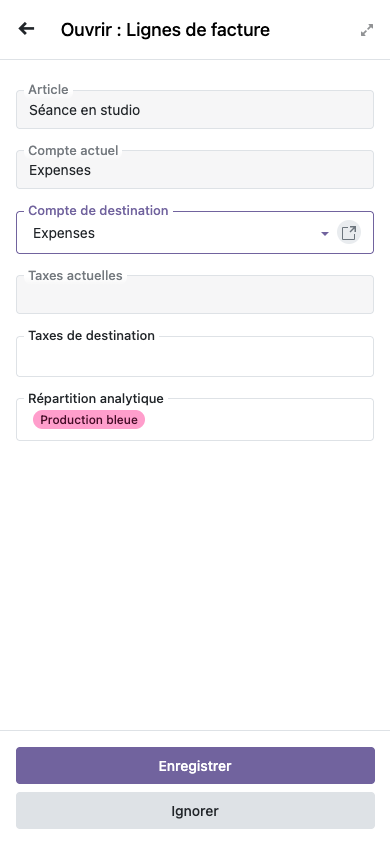 Ouvrir : Lignes de facture
Article
Séance en studio
Compte actuel
Expenses
Compte de destination
Expenses
Taxes actuelles
Taxes de destination
Répartition analytique
Production bleue
Enregistrer
Ignorer